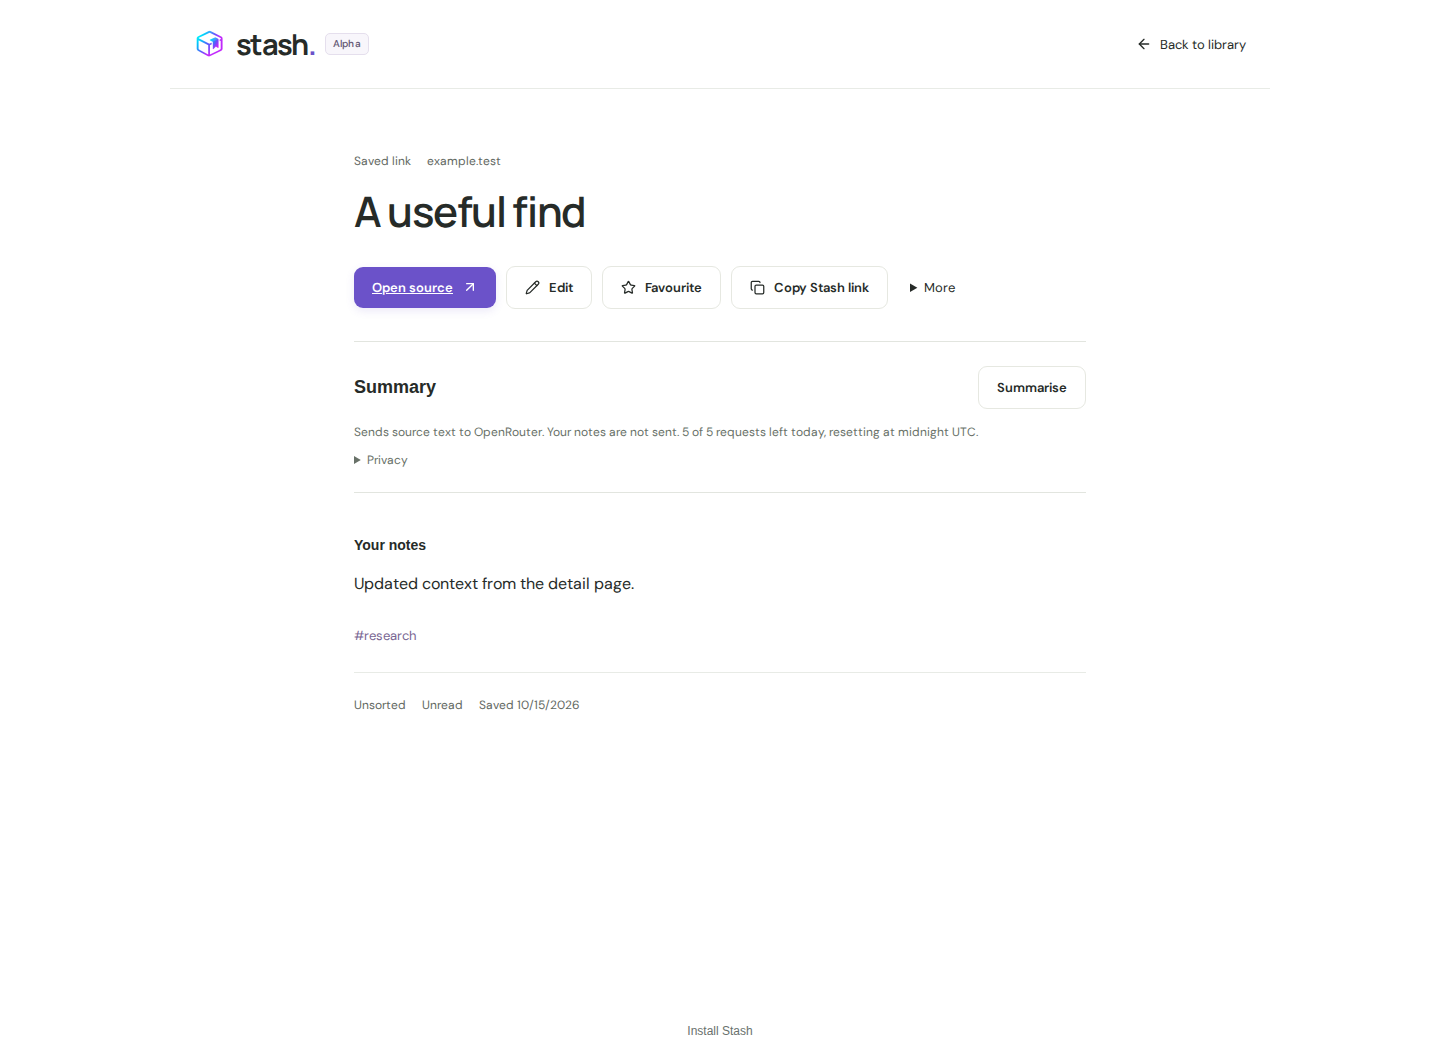 stash. Alpha
Back to library
Saved link example.test
A useful find
Open source Edit Favourite Copy Stash link More
Summary
Summarise
Sends source text to OpenRouter. Your notes are not sent. 5 of 5 requests left today, resetting at midnight UTC.
Privacy
Your notes
Updated context from the detail page.
#research
Unsorted Unread Saved 10/15/2026
Install Stash